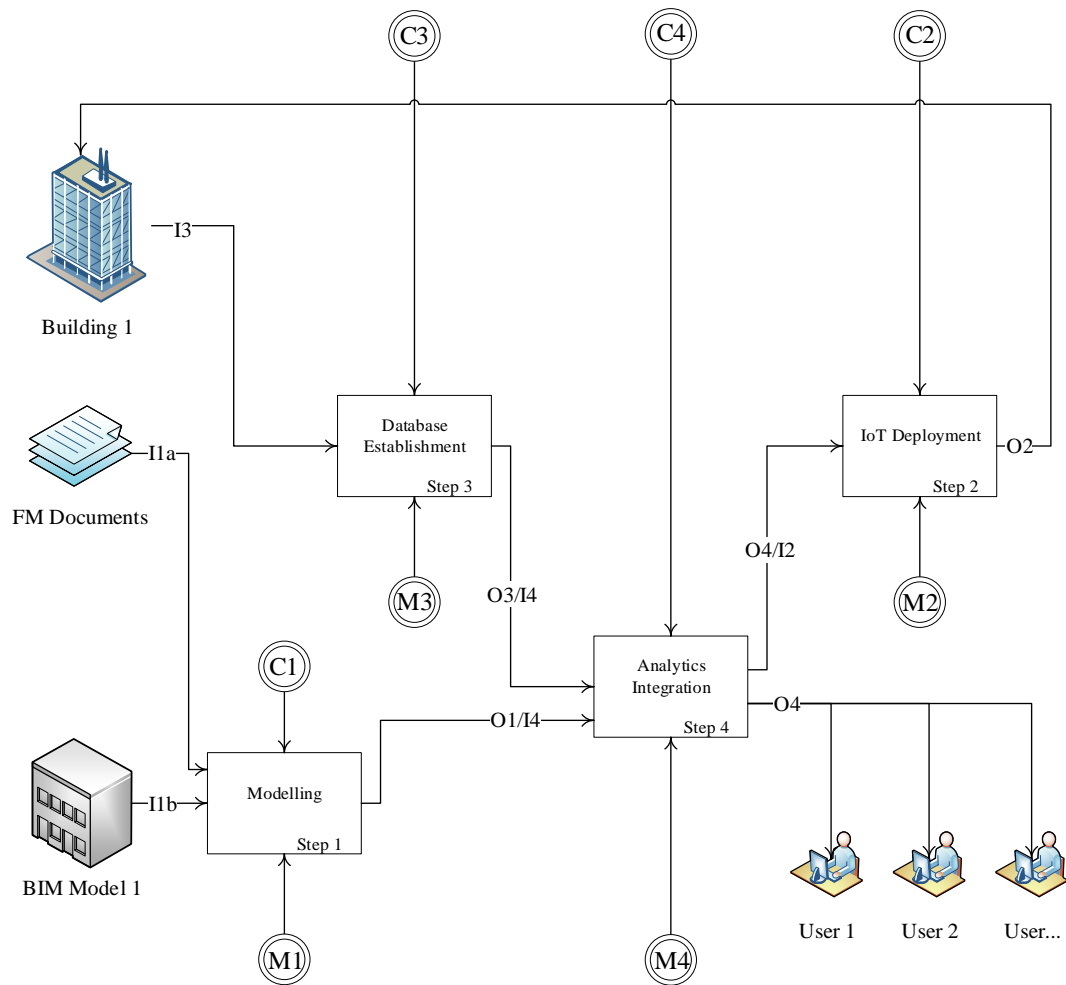 C3
C4
C2
I3
Building 1
Database
Establishment
Step 3
IoT Deployment
Step 2
O2
I1a
FM Documents
O4/I2
M3
O3/I4
M2
C1
Analytics
Integration
Step 4
O1/I4
O4
Modelling
Step 1
I1b
BIM Model 1
User 1
User 2
User...
M1
M4